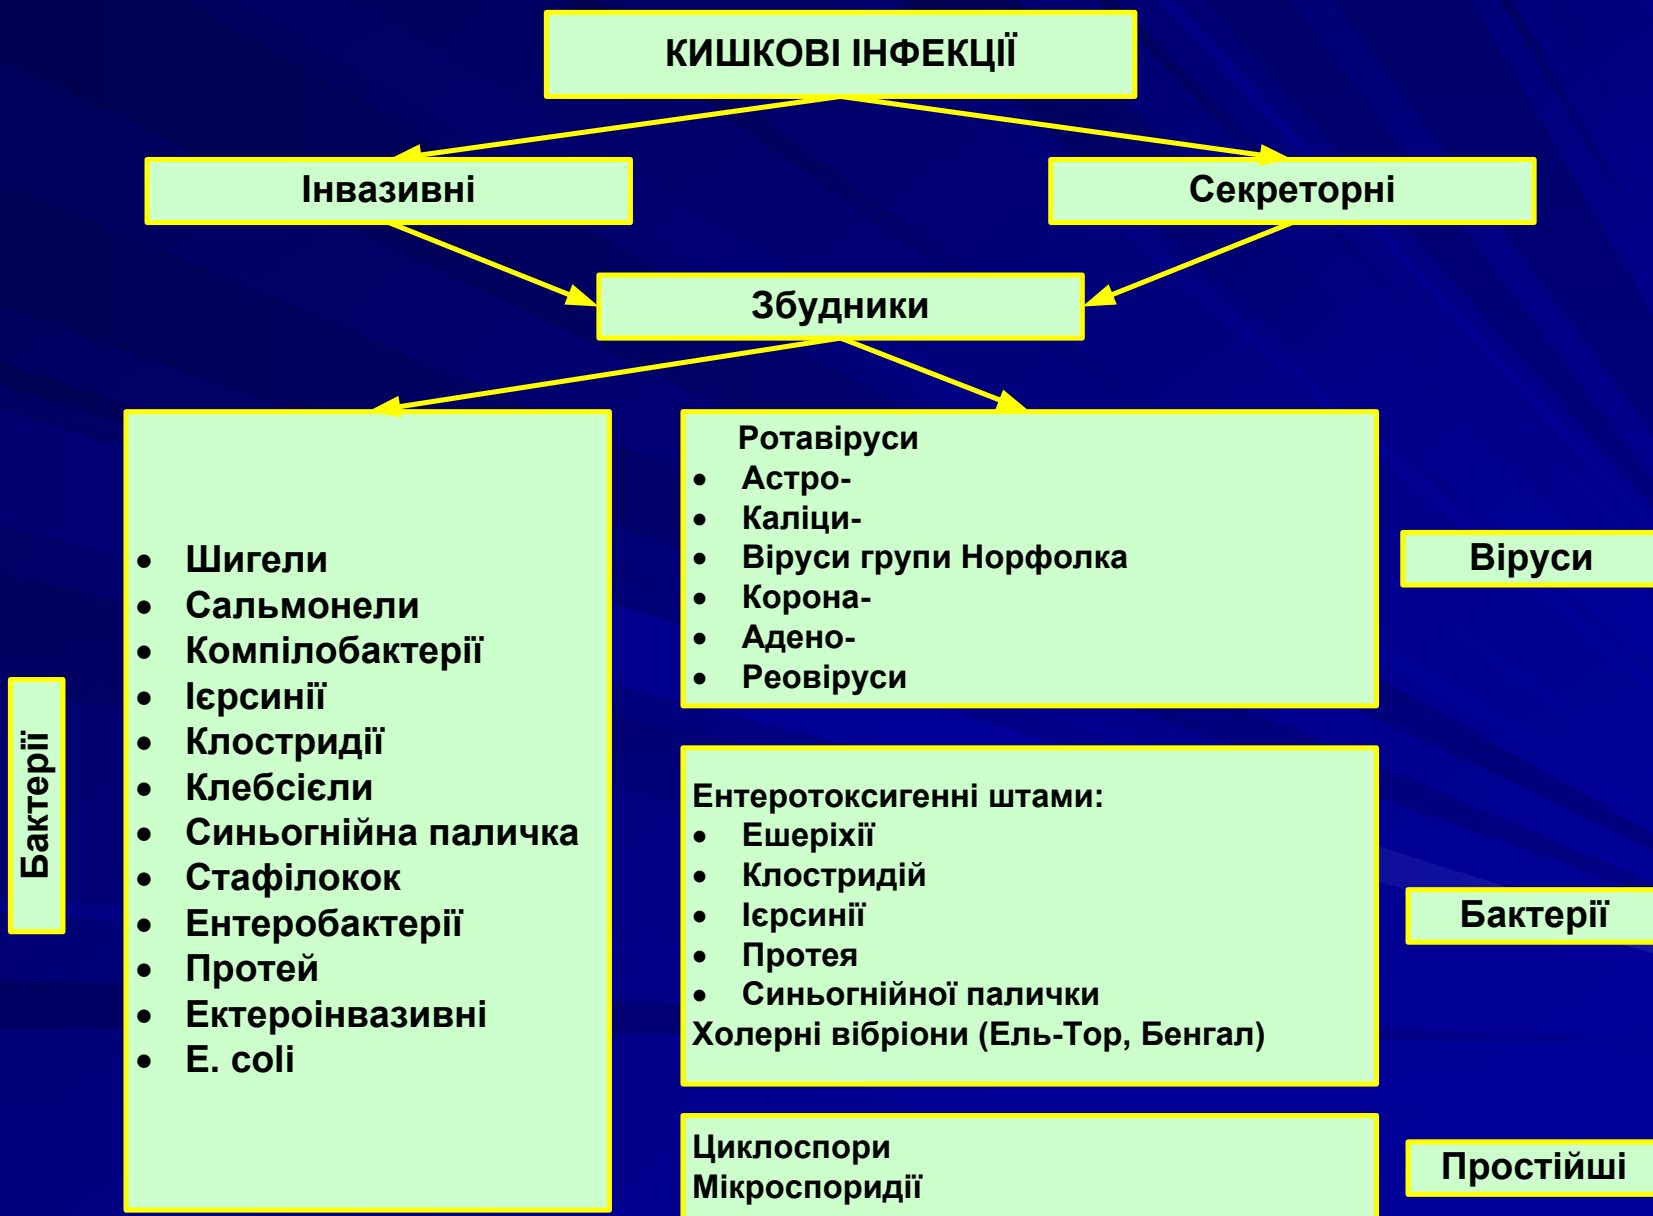 КИШКОВІ ІНФЕКЦІЇ
Інвазивні
Секреторні
Збудники
Бактерії
• Шигели
• Сальмонели
• Компілобактерії
• Ієрсинії
• Клостридії
• Клебсієли
• Синьогнійна паличка
• Стафілокок
• Ентеробактерії
• Протей
• Ектероінвазивні
• E. coli
Ротавіруси
• Астро-
• Каліци-
• Віруси групи Норфолка
• Корона-
• Адено-
• Реовіруси
Віруси
Ентеротоксигенні штами:
• Ешеріхії
• Клостридій
• Ієрсинії
• Протея
• Синьогнійної палички
Холерні вібріони (Ель-Тор, Бенгал)
Бактерії
Циклоспори
Мікроспоридії
Простійші